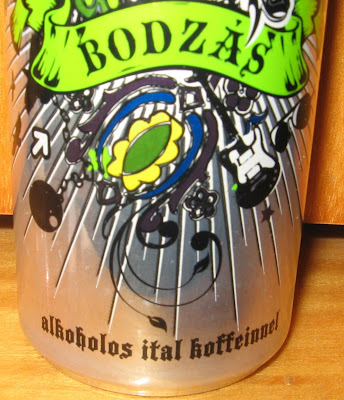 BODZÁS
alkoholos ital koffeinnel